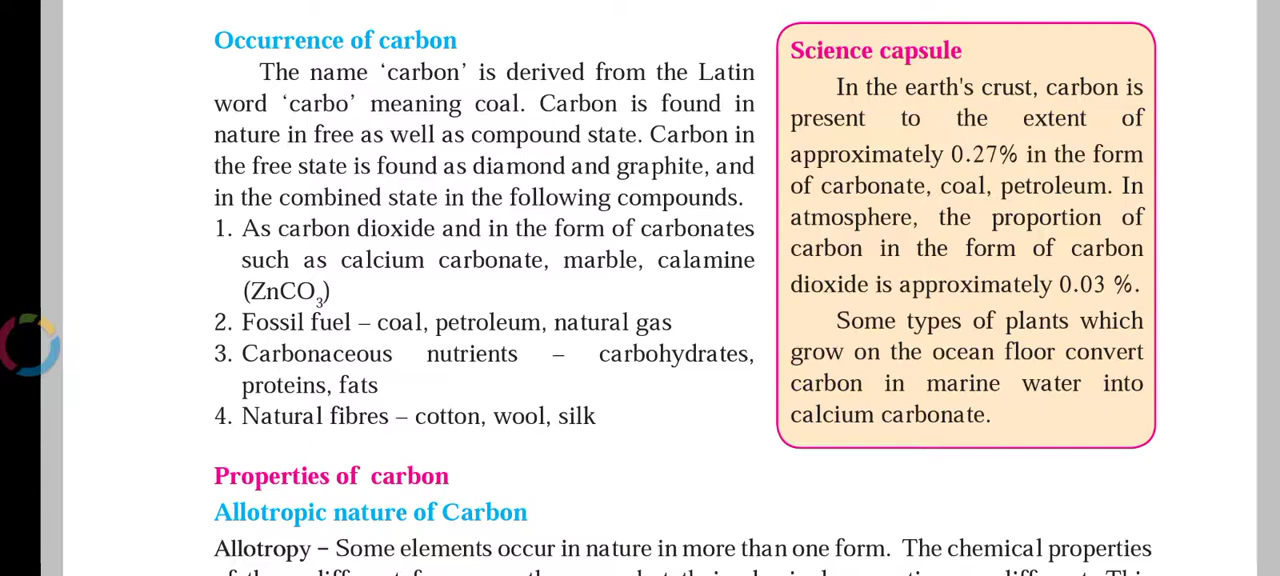 Occurrence of carbon
The name ‘carbon’ is derived from the Latin
word ‘carbo’ meaning coal. Carbon is found in
nature in free as well as compound state. Carbon in
the free state is found as diamond and graphite, and
in the combined state in the following compounds.
1. As carbon dioxide and in the form of carbonates
such as calcium carbonate, marble, calamine
(ZnCO₃)
2. Fossil fuel – coal, petroleum, natural gas
3. Carbonaceous nutrients – carbohydrates,
proteins, fats
4. Natural fibres – cotton, wool, silk
Science capsule
In the earth's crust, carbon is
present to the extent of
approximately 0.27% in the form
of carbonate, coal, petroleum. In
atmosphere, the proportion of
carbon in the form of carbon
dioxide is approximately 0.03 %.
Some types of plants which
grow on the ocean floor convert
carbon in marine water into
calcium carbonate.
Properties of carbon
Allotropic nature of Carbon
Allotropy – Some elements occur in nature in more than one form. The chemical properties